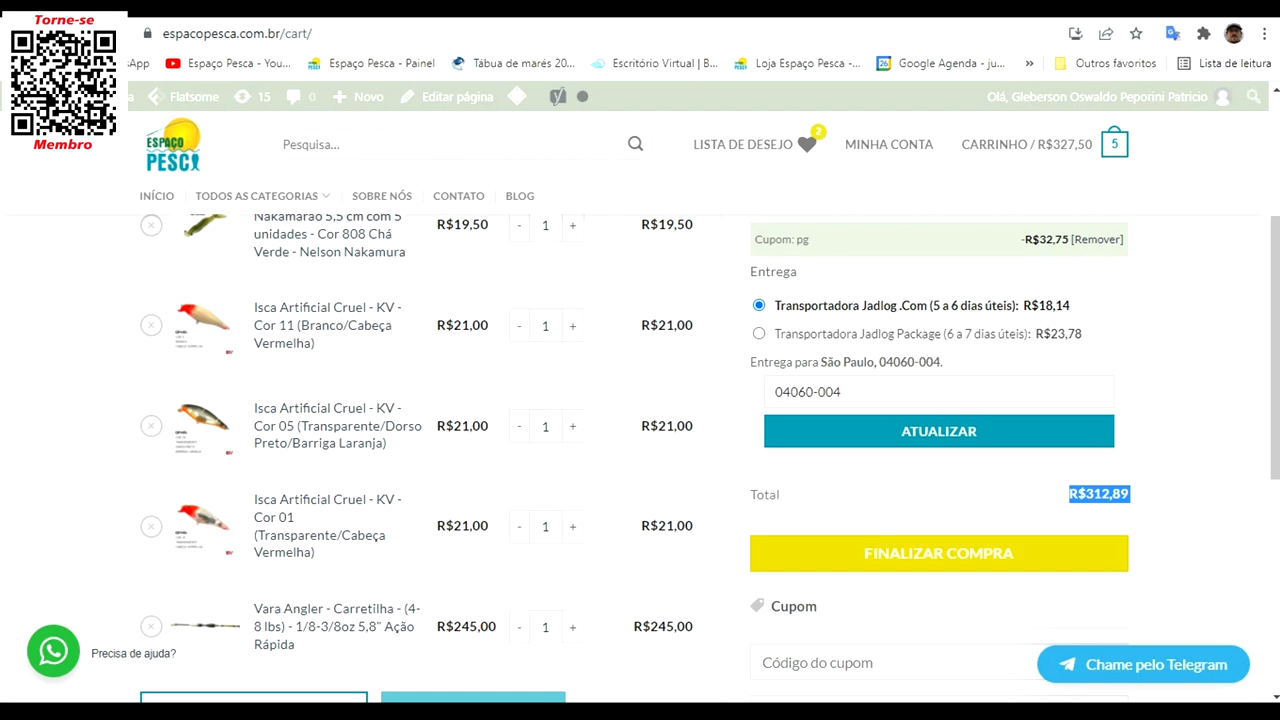 Torne-se
Membro
espacopesca.com.br/cart/
App
Espaço Pesca - You...
Espaço Pesca - Painel
Tábua de marés 20...
Escritório Virtual | B...
Loja Espaço Pesca -...
Google Agenda - ju...
»
Outros favoritos
Lista de leitura
Flatsome
15
0
Novo
Editar página
Olá, Gleberson Oswaldo Peporini Patricio
ESPAÇO
PESCA
Pesquisa...
LISTA DE DESEJO
2
MINHA CONTA
CARRINHO / R$327,50
5
INÍCIO
TODOS AS CATEGORIAS
SOBRE NÓS
CONTATO
BLOG
Nakamarão 5,5 cm com 5
unidades - Cor 808 Chá
Verde - Nelson Nakamura
R$19,50
- 1 +
R$19,50
Isca Artificial Cruel - KV -
Cor 11 (Branco/Cabeça
Vermelha)
R$21,00
- 1 +
R$21,00
Isca Artificial Cruel - KV -
Cor 05 (Transparente/Dorso
Preto/Barriga Laranja)
R$21,00
- 1 +
R$21,00
Isca Artificial Cruel - KV -
Cor 01
(Transparente/Cabeça
Vermelha)
R$21,00
- 1 +
R$21,00
Vara Angler - Carretilha - (4-
8 lbs) - 1/8-3/8oz 5,8" Ação
Rápida
R$245,00
- 1 +
R$245,00
Cupom: pg
-R$32,75 [Remover]
Entrega
Transportadora Jadlog .Com (5 a 6 dias úteis): R$18,14
Transportadora Jadlog Package (6 a 7 dias úteis): R$23,78
Entrega para São Paulo, 04060-004.
04060-004
ATUALIZAR
Total
R$312,89
FINALIZAR COMPRA
Cupom
Código do cupom
Precisa de ajuda?
Chame pelo Telegram